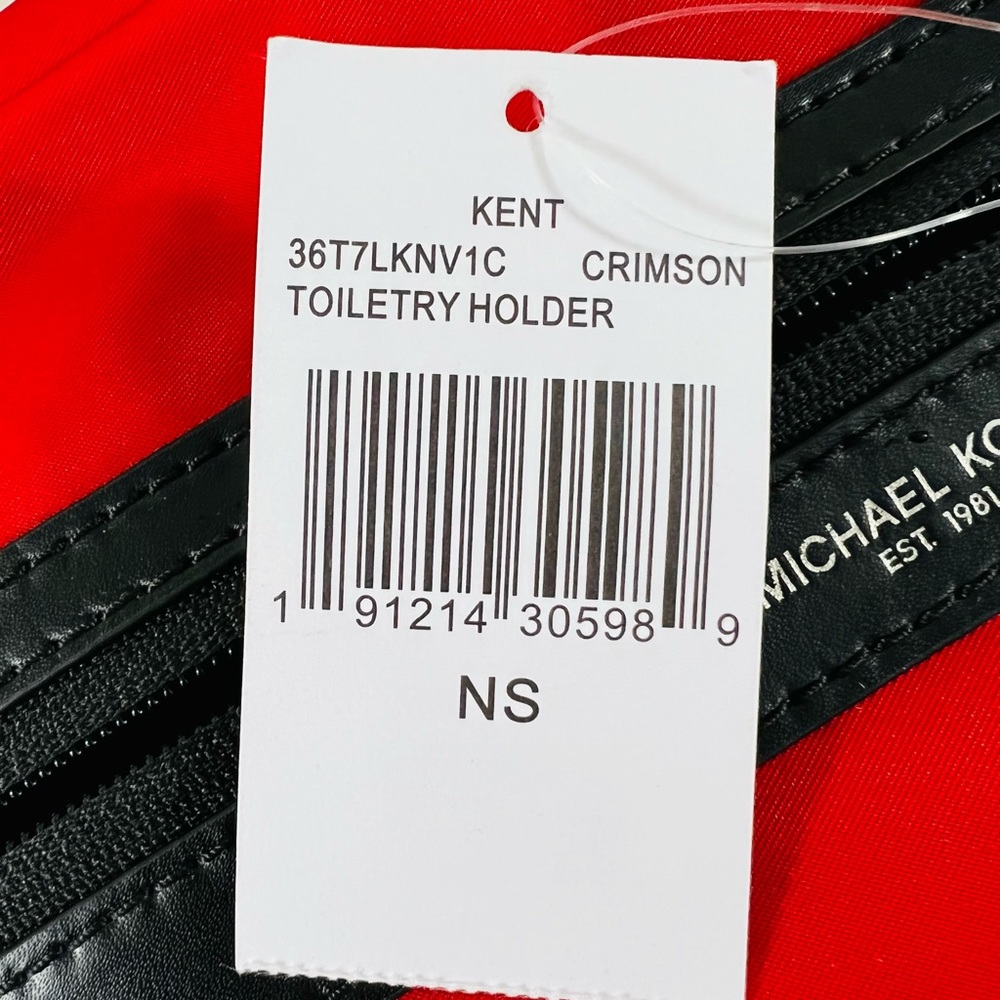 KENT
36T7LKNV1C CRIMSON
TOILETRY HOLDER
1 91214 30598 9
NS
MICHAEL KO
EST. 1981